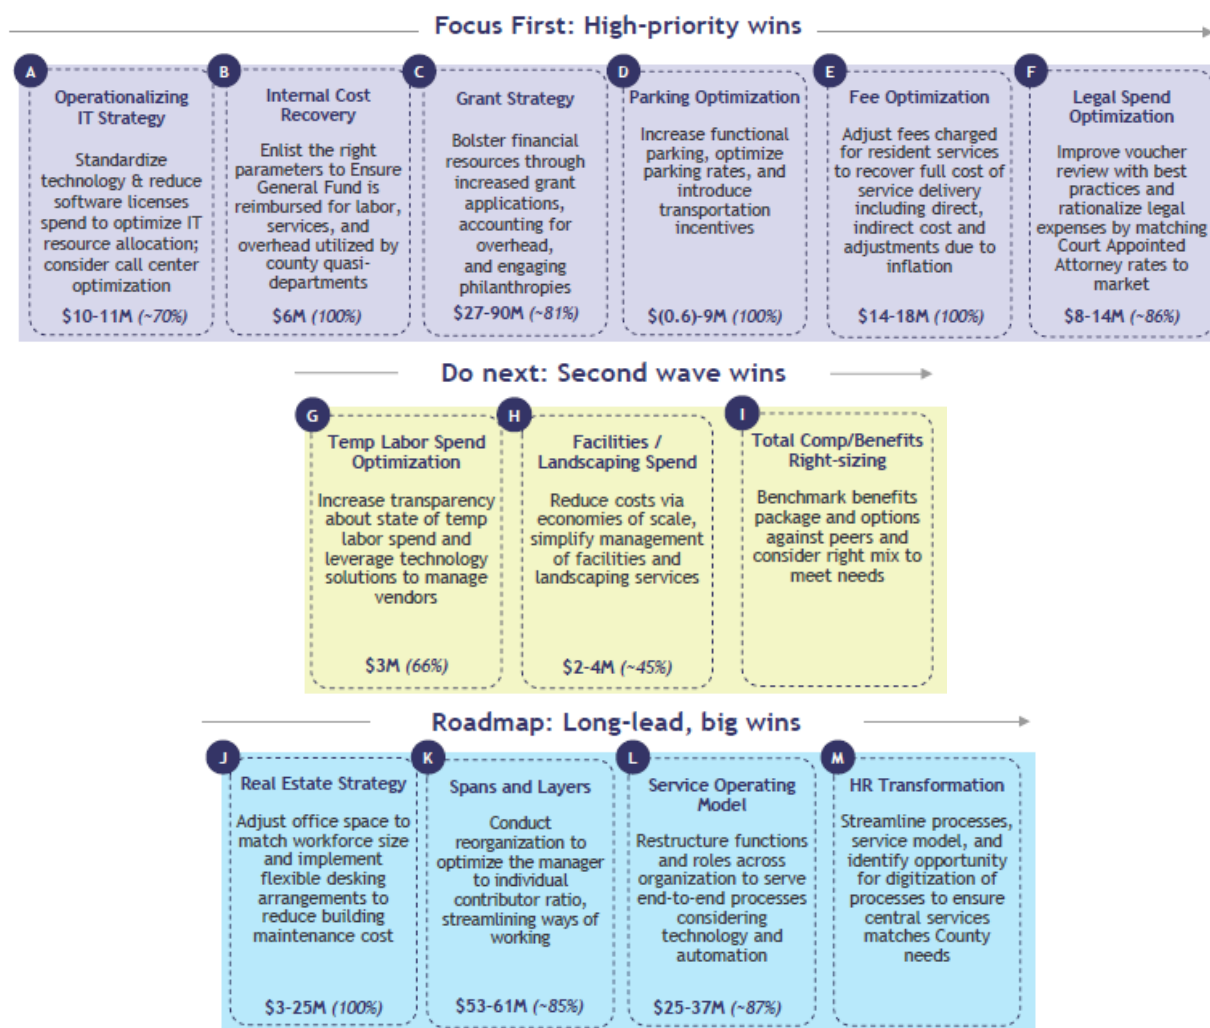 Focus First: High-priority wins
A
Operationalizing
IT Strategy
Standardize
technology & reduce
software licenses
spend to optimize IT
resource allocation;
consider call center
optimization
$10-11M (~70%)
B
Internal Cost
Recovery
Enlist the right
parameters to Ensure
General Fund is
reimbursed for labor,
services, and
overhead utilized by
county quasi-
departments
$6M (100%)
C
Grant Strategy
Bolster financial
resources through
increased grant
applications,
accounting for
overhead,
and engaging
philanthropies
$27-90M (~81%)
D
Parking Optimization
Increase functional
parking, optimize
parking rates, and
introduce
transportation
incentives
$(0.6)-9M (100%)
E
Fee Optimization
Adjust fees charged
for resident services
to recover full cost of
service delivery
including direct,
indirect cost and
adjustments due to
inflation
$14-18M (100%)
F
Legal Spend
Optimization
Improve voucher
review with best
practices and
rationalize legal
expenses by matching
Court Appointed
Attorney rates to
market
$8-14M (~86%)
Do next: Second wave wins
G
Temp Labor Spend
Optimization
Increase transparency
about state of temp
labor spend and
leverage technology
solutions to manage
vendors
$3M (66%)
H
Facilities /
Landscaping Spend
Reduce costs via
economies of scale,
simplify management
of facilities and
landscaping services
$2-4M (~45%)
I
Total Comp/Benefits
Right-sizing
Benchmark benefits
package and options
against peers and
consider right mix to
meet needs
Roadmap: Long-lead, big wins
J
Real Estate Strategy
Adjust office space to
match workforce size
and implement
flexible desking
arrangements to
reduce building
maintenance cost
$3-25M (100%)
K
Spans and Layers
Conduct
reorganization to
optimize the manager
to individual
contributor ratio,
streamlining ways of
working
$53-61M (~85%)
L
Service Operating
Model
Restructure functions
and roles across
organization to serve
end-to-end processes
considering
technology and
automation
$25-37M (~87%)
M
HR Transformation
Streamline processes,
service model, and
identify opportunity
for digitization of
processes to ensure
central services
matches County
needs